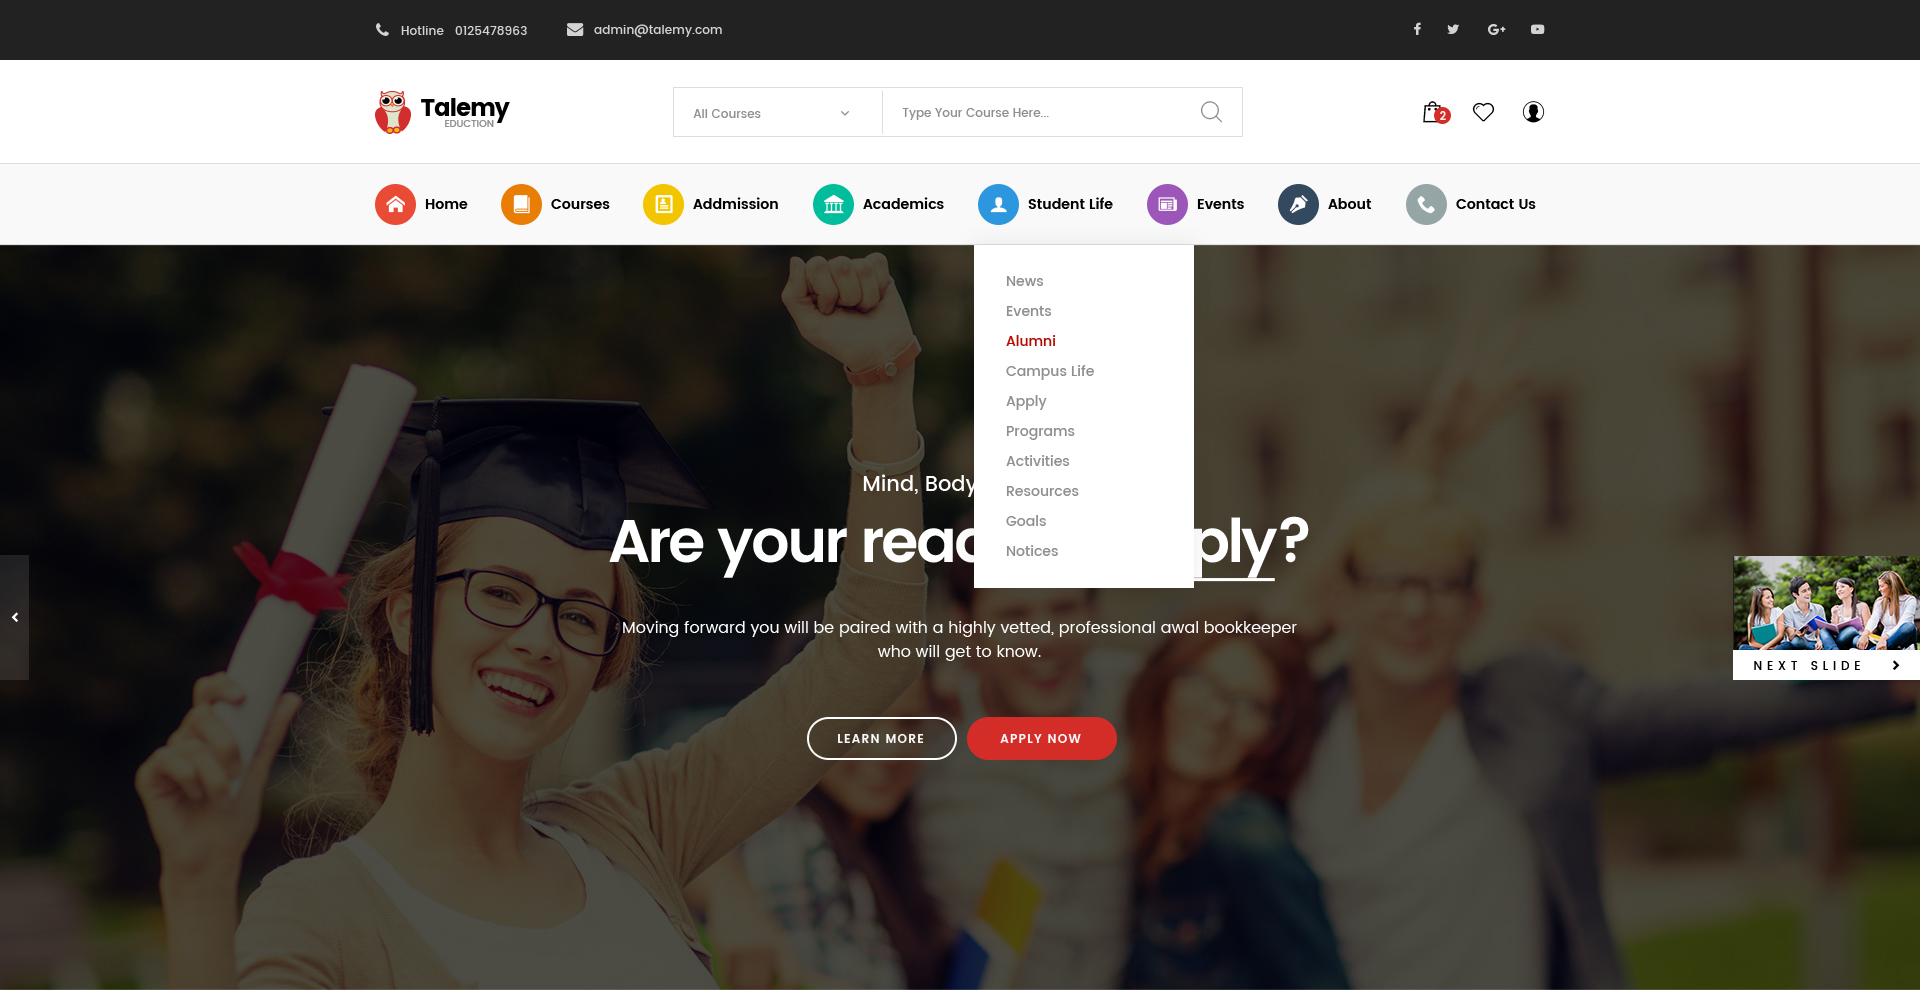 Hotline 0125478963
admin@talemy.com
Talemy
EDUCTION
All Courses
Type Your Course Here...
2
Home
Courses
Addmission
Academics
Student Life
Events
About
Contact Us
News
Events
Alumni
Campus Life
Apply
Programs
Activities
Resources
Goals
Notices
Mind, Body
Are your read ply?
Moving forward you will be paired with a highly vetted, professional awal bookkeeper
who will get to know.
LEARN MORE
APPLY NOW
NEXT SLIDE